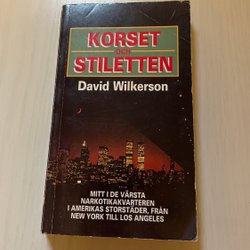 KORSET
OCH
STILETTEN
David Wilkerson
MITT I DE VÄRSTA
NARKOTIKAKVARTEREN
I AMERIKAS STORSTÄDER, FRÅN
NEW YORK TILL LOS ANGELES